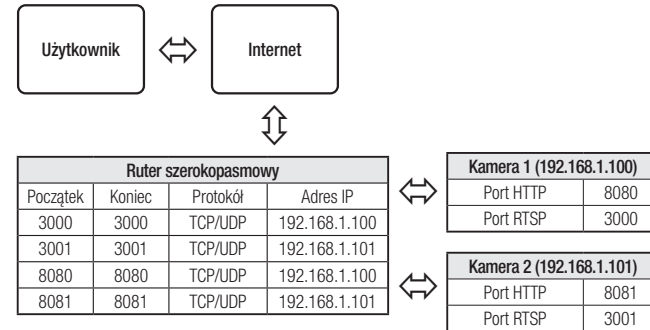 Użytkownik
Internet
Ruter szerokopasmowy
Początek Koniec Protokół Adres IP
3000 3000 TCP/UDP 192.168.1.100
3001 3001 TCP/UDP 192.168.1.101
8080 8080 TCP/UDP 192.168.1.100
8081 8081 TCP/UDP 192.168.1.101
Kamera 1 (192.168.1.100)
Port HTTP 8080
Port RTSP 3000
Kamera 2 (192.168.1.101)
Port HTTP 8081
Port RTSP 3001